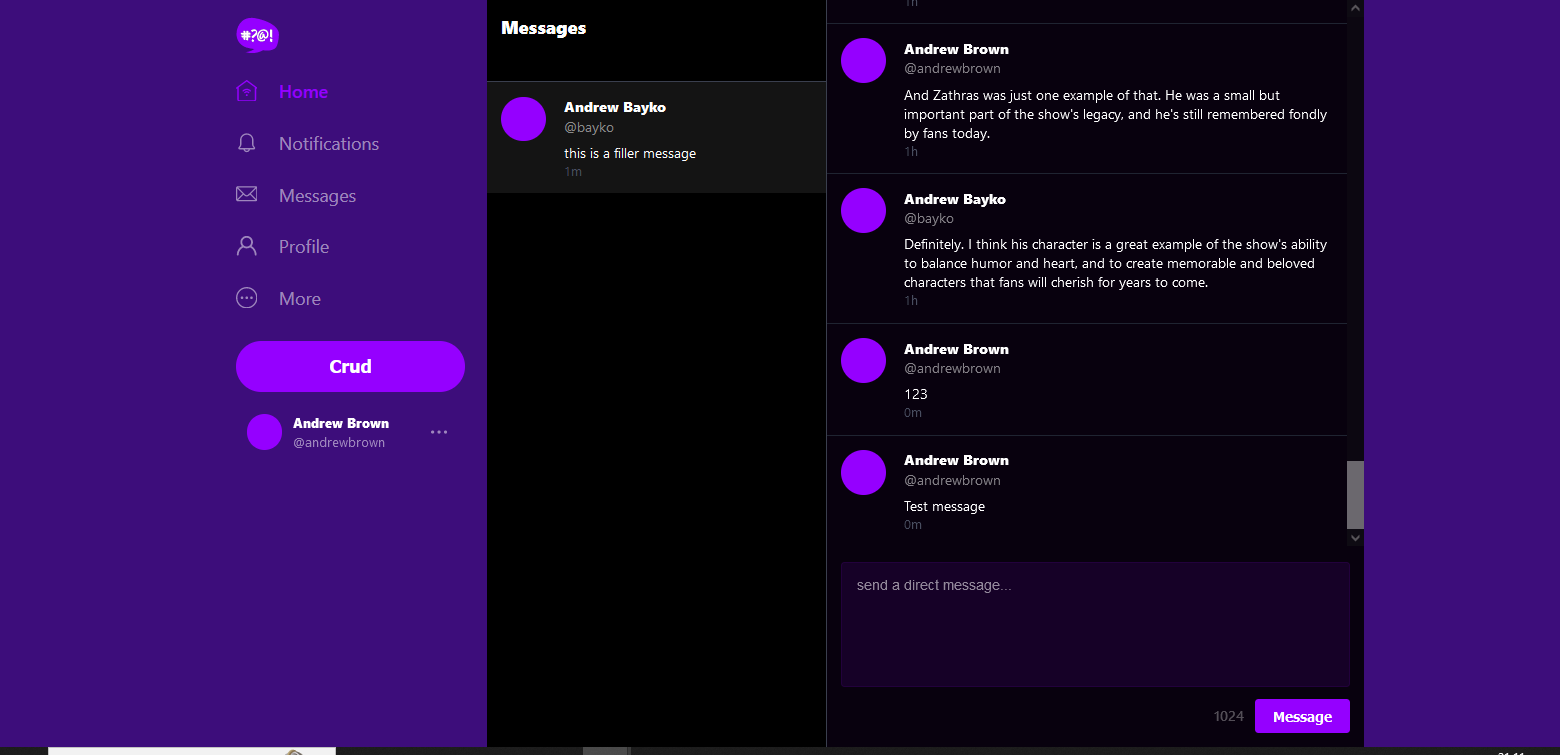 #?@!
Home
Notifications
Messages
Profile
More
Crud
Andrew Brown
@andrewbrown
Messages
Andrew Bayko
@bayko
this is a filler message
1m
1h
Andrew Brown
@andrewbrown
And Zathras was just one example of that. He was a small but
important part of the show's legacy, and he's still remembered fondly
by fans today.
1h
Andrew Bayko
@bayko
Definitely. I think his character is a great example of the show's ability
to balance humor and heart, and to create memorable and beloved
characters that fans will cherish for years to come.
1h
Andrew Brown
@andrewbrown
123
0m
Andrew Brown
@andrewbrown
Test message
0m
send a direct message...
1024
Message